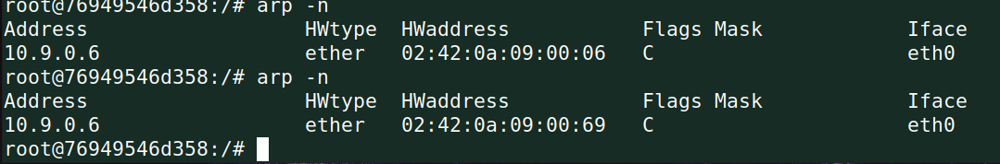 root@76949546d358:/# arp -n
Address                  HWtype  HWaddress           Flags Mask            Iface
10.9.0.6                 ether   02:42:0a:09:00:06   C                     eth0
root@76949546d358:/# arp -n
Address                  HWtype  HWaddress           Flags Mask            Iface
10.9.0.6                 ether   02:42:0a:09:00:69   C                     eth0
root@76949546d358:/#